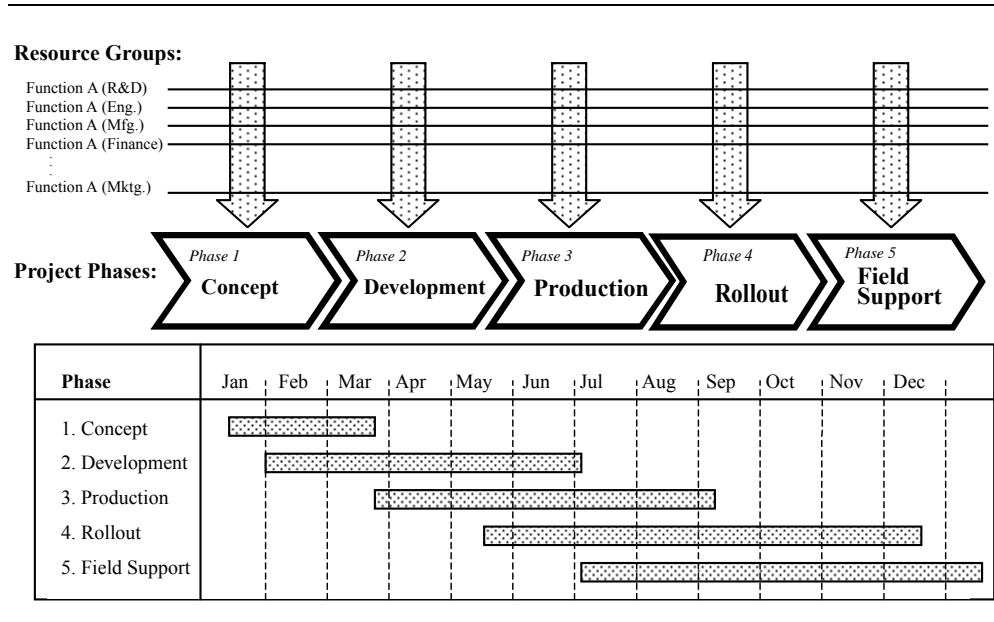 Resource Groups:
Function A (R&D)
Function A (Eng.)
Function A (Mfg.)
Function A (Finance)
Function A (Mktg.)
Project Phases:
Phase 1
Concept
Phase 2
Development
Phase 3
Production
Phase 4
Rollout
Phase 5
Field
Support
Phase Jan Feb Mar Apr May Jun Jul Aug Sep Oct Nov Dec
1. Concept
2. Development
3. Production
4. Rollout
5. Field Support